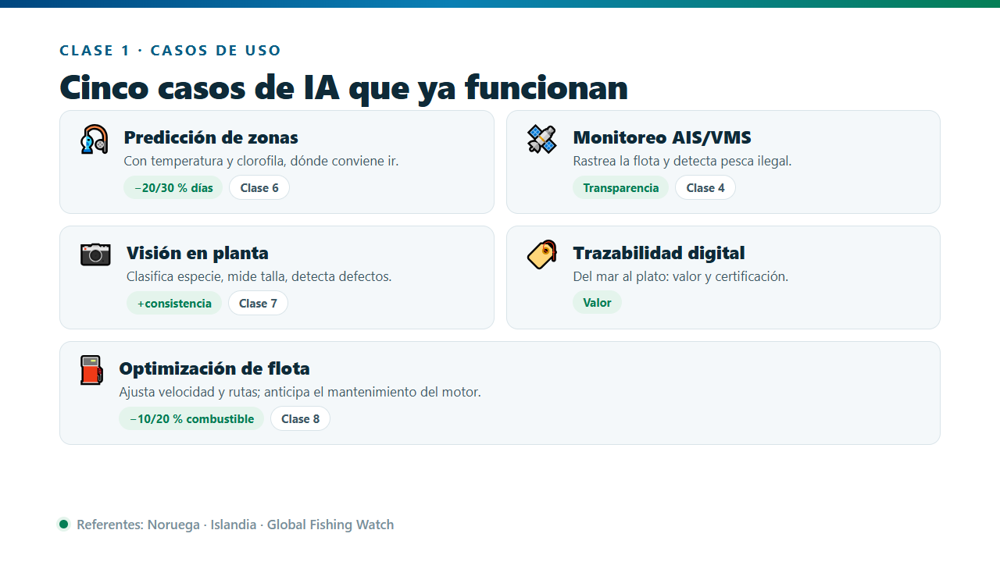 CLASE 1 · CASOS DE USO
Cinco casos de IA que ya funcionan
Predicción de zonas
Con temperatura y clorofila, dónde conviene ir.
−20/30 % días
Clase 6
Monitoreo AIS/VMS
Rastrea la flota y detecta pesca ilegal.
Transparencia
Clase 4
Visión en planta
Clasifica especie, mide talla, detecta defectos.
+consistencia
Clase 7
Trazabilidad digital
Del mar al plato: valor y certificación.
Valor
Optimización de flota
Ajusta velocidad y rutas; anticipa el mantenimiento del motor.
−10/20 % combustible
Clase 8
Referentes: Noruega · Islandia · Global Fishing Watch